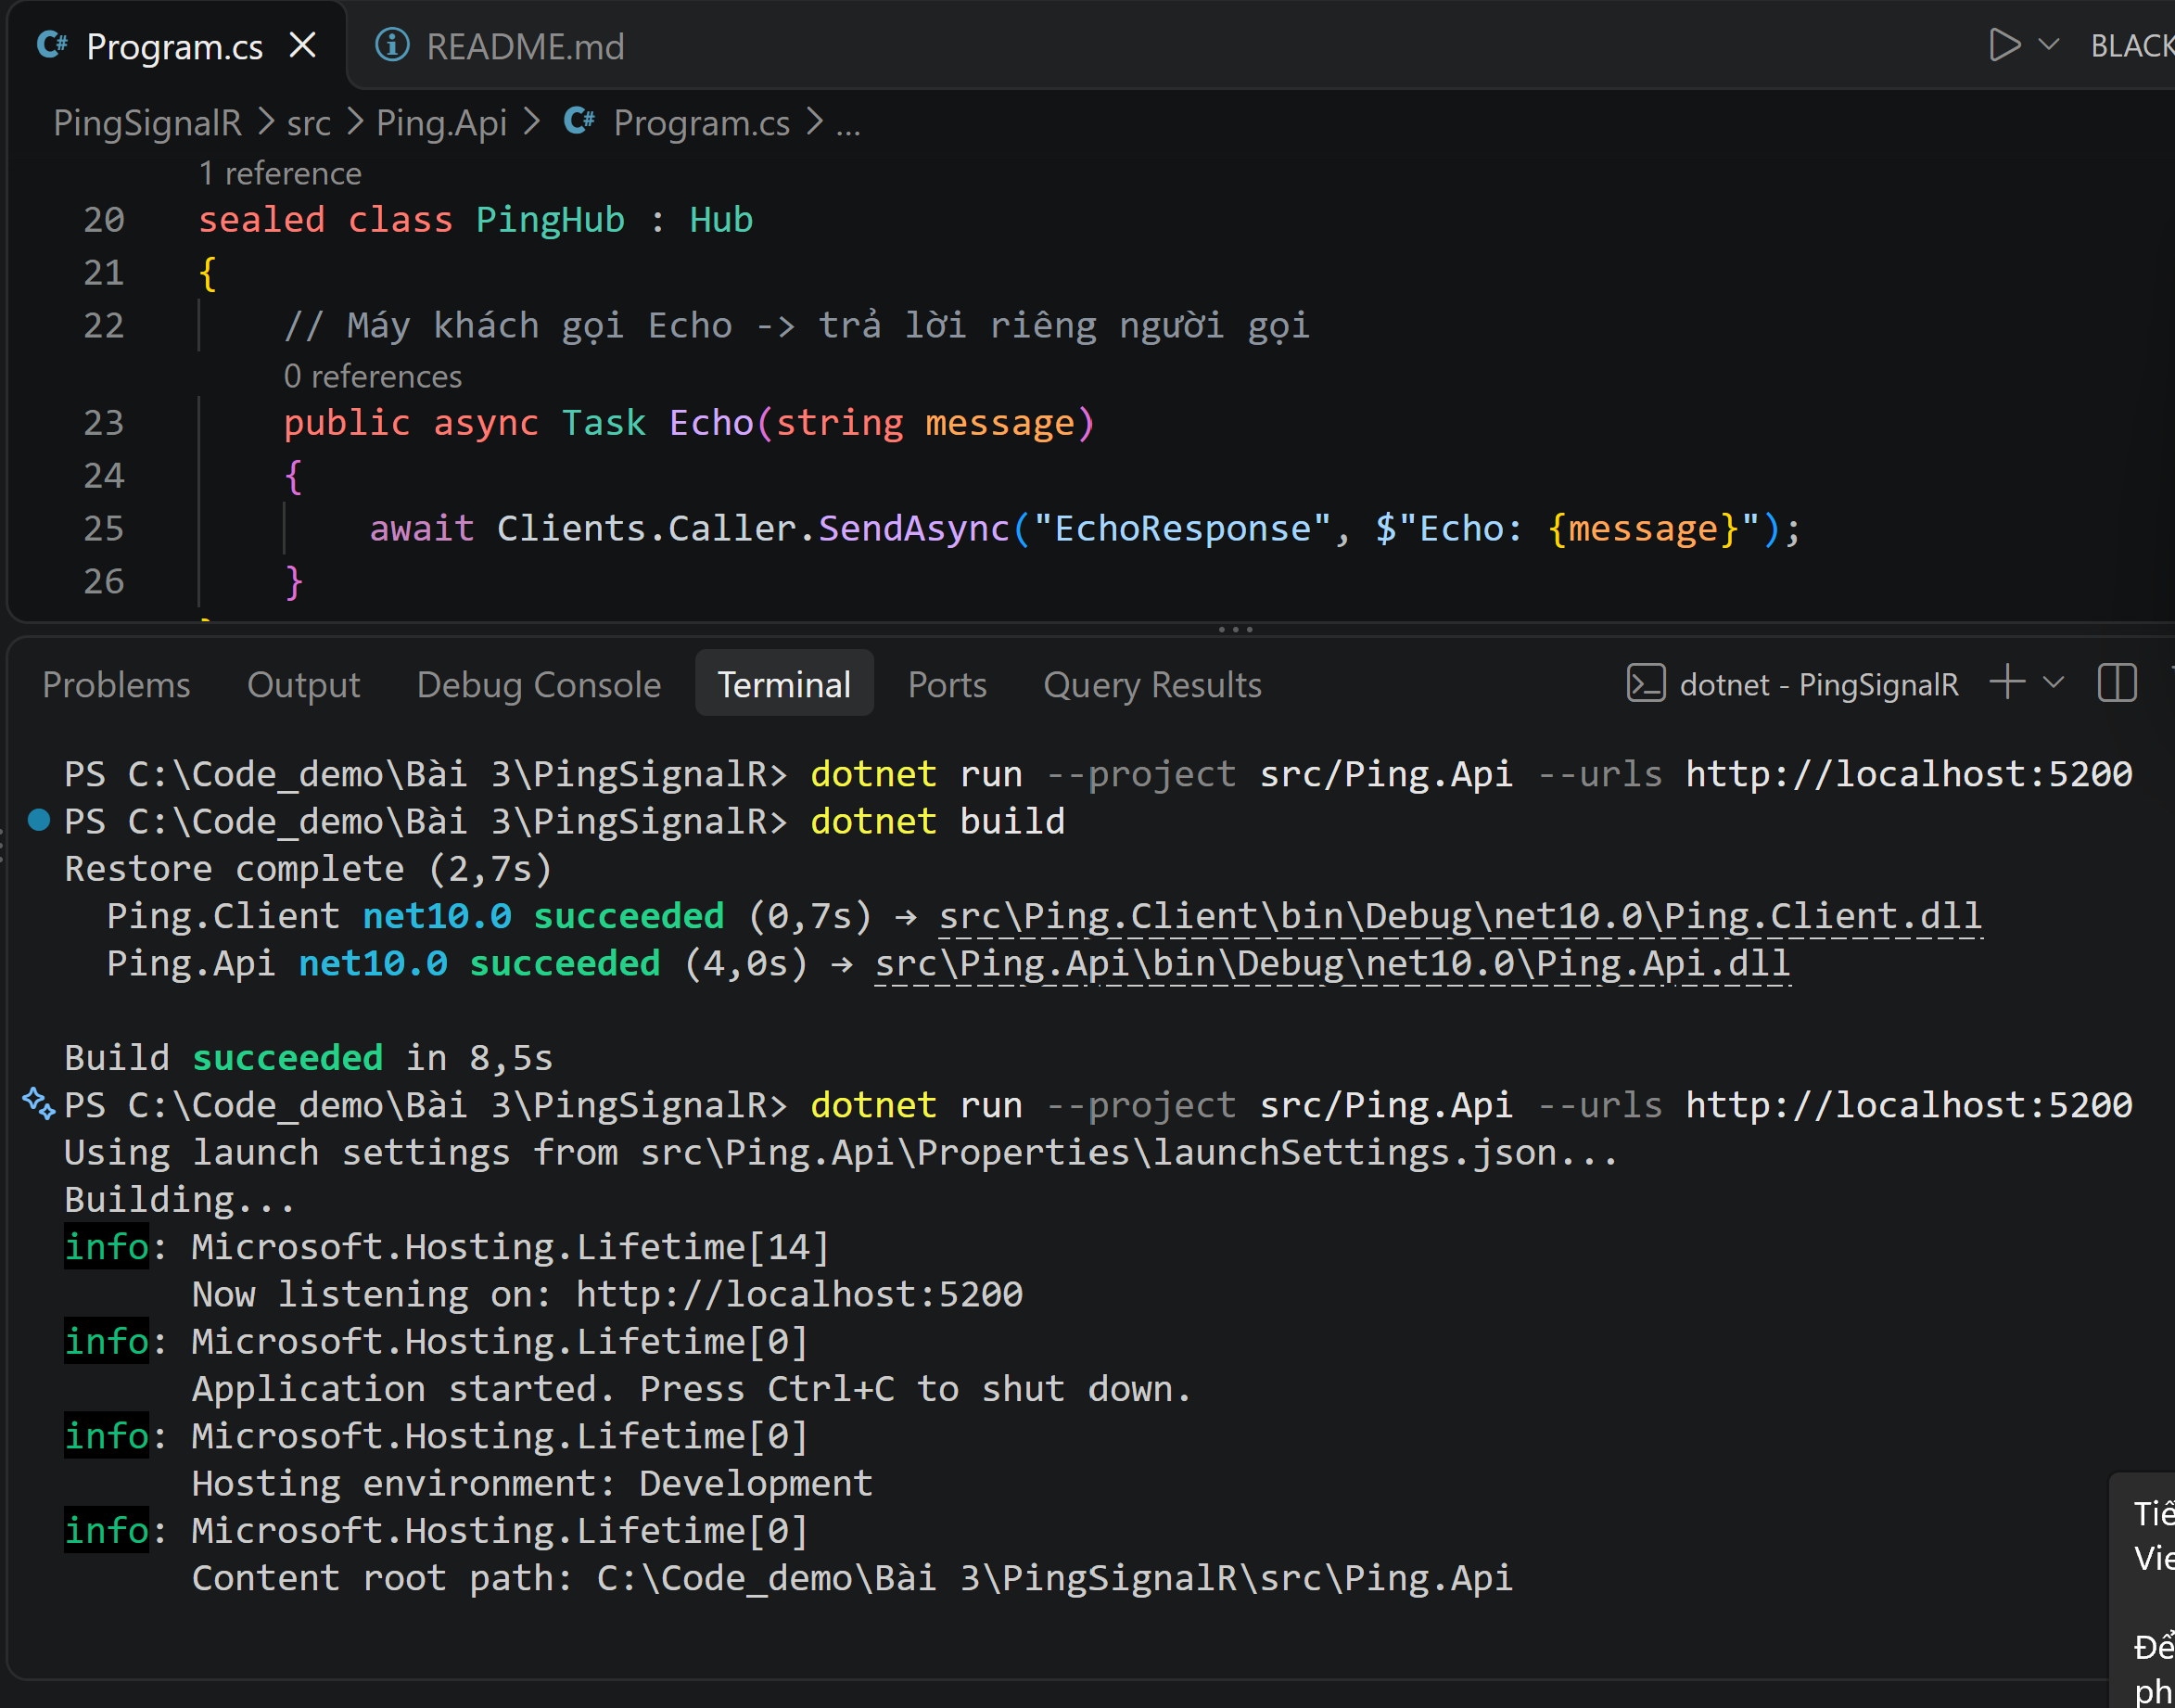 C# Program.cs README.md BLACK
PingSignalR > src > Ping.Api > C# Program.cs > ...
1 reference
20 sealed class PingHub : Hub
21 {
22 // Máy khách gọi Echo -> trả lời riêng người gọi
0 references
23 public async Task Echo(string message)
24 {
25 await Clients.Caller.SendAsync("EchoResponse", $"Echo: {message}");
26 }
Problems Output Debug Console Terminal Ports Query Results dotnet - PingSignalR
PS C:\Code_demo\Bài 3\PingSignalR> dotnet run --project src/Ping.Api --urls http://localhost:5200
PS C:\Code_demo\Bài 3\PingSignalR> dotnet build
Restore complete (2,7s)
Ping.Client net10.0 succeeded (0,7s) → src\Ping.Client\bin\Debug\net10.0\Ping.Client.dll
Ping.Api net10.0 succeeded (4,0s) → src\Ping.Api\bin\Debug\net10.0\Ping.Api.dll
Build succeeded in 8,5s
PS C:\Code_demo\Bài 3\PingSignalR> dotnet run --project src/Ping.Api --urls http://localhost:5200
Using launch settings from src\Ping.Api\Properties\launchSettings.json...
Building...
info: Microsoft.Hosting.Lifetime[14]
Now listening on: http://localhost:5200
info: Microsoft.Hosting.Lifetime[0]
Application started. Press Ctrl+C to shut down.
info: Microsoft.Hosting.Lifetime[0]
Hosting environment: Development
info: Microsoft.Hosting.Lifetime[0]
Content root path: C:\Code_demo\Bài 3\PingSignalR\src\Ping.Api